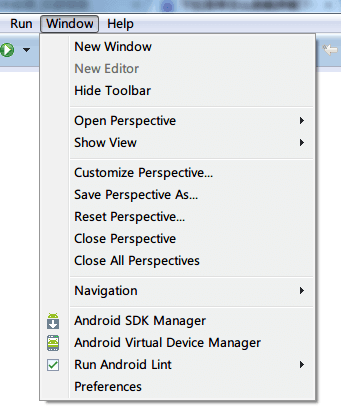 Run Window Help
New Window
New Editor
Hide Toolbar
Open Perspective
Show View
Customize Perspective...
Save Perspective As...
Reset Perspective...
Close Perspective
Close All Perspectives
Navigation
Android SDK Manager
Android Virtual Device Manager
Run Android Lint
Preferences